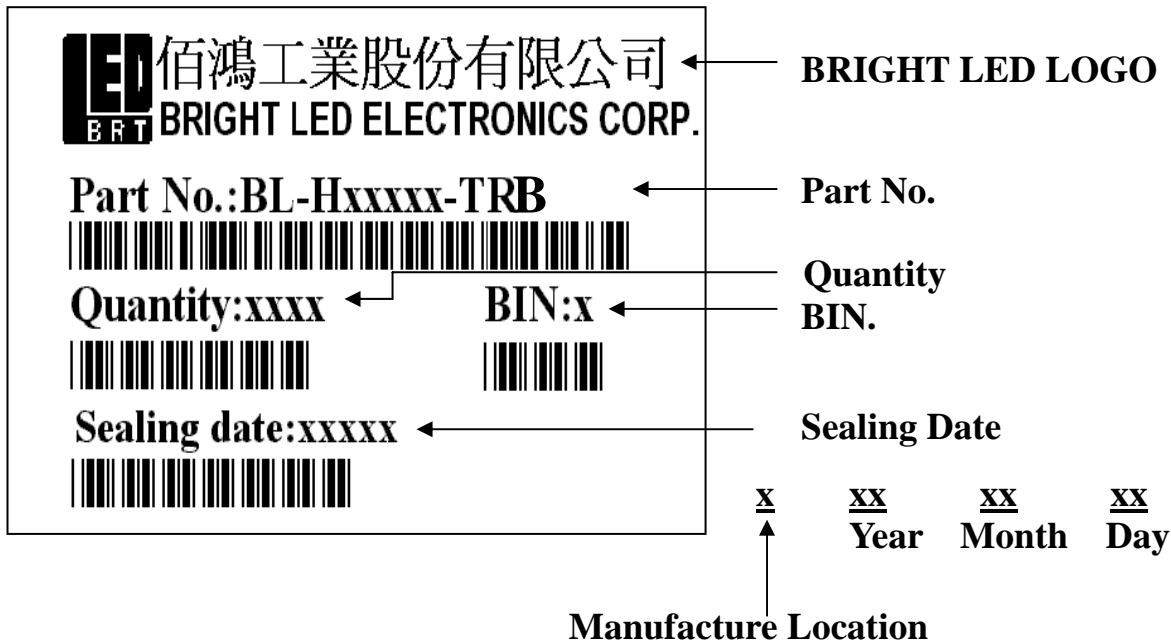 LED 佰鴻工業股份有限公司
BRT BRIGHT LED ELECTRONICS CORP.
BRIGHT LED LOGO
Part No.:BL-Hxxxxx-TRB
Part No.
Quantity:xxxx
BIN:x
Quantity
BIN.
Sealing date:xxxxx
Sealing Date
x xx xx xx
Year Month Day
Manufacture Location